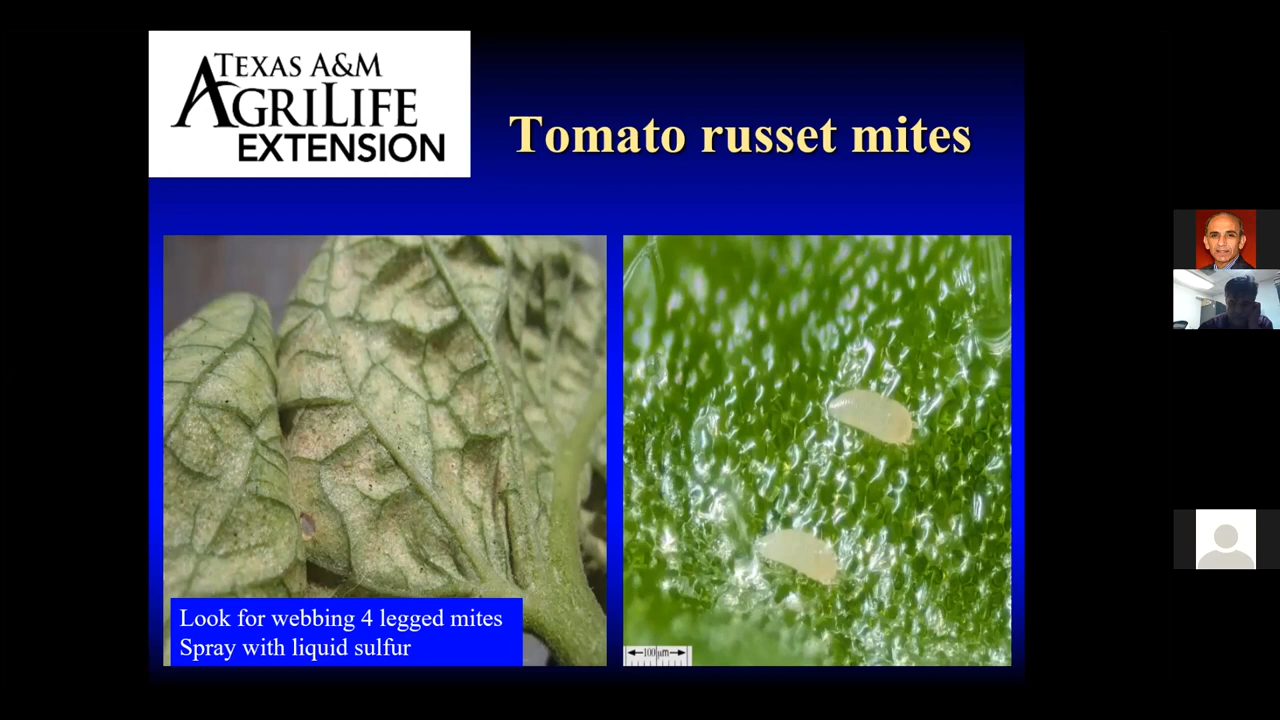 TEXAS A&M
AGRILIFE
EXTENSION
Tomato russet mites
Look for webbing 4 legged mites
Spray with liquid sulfur
100 µm